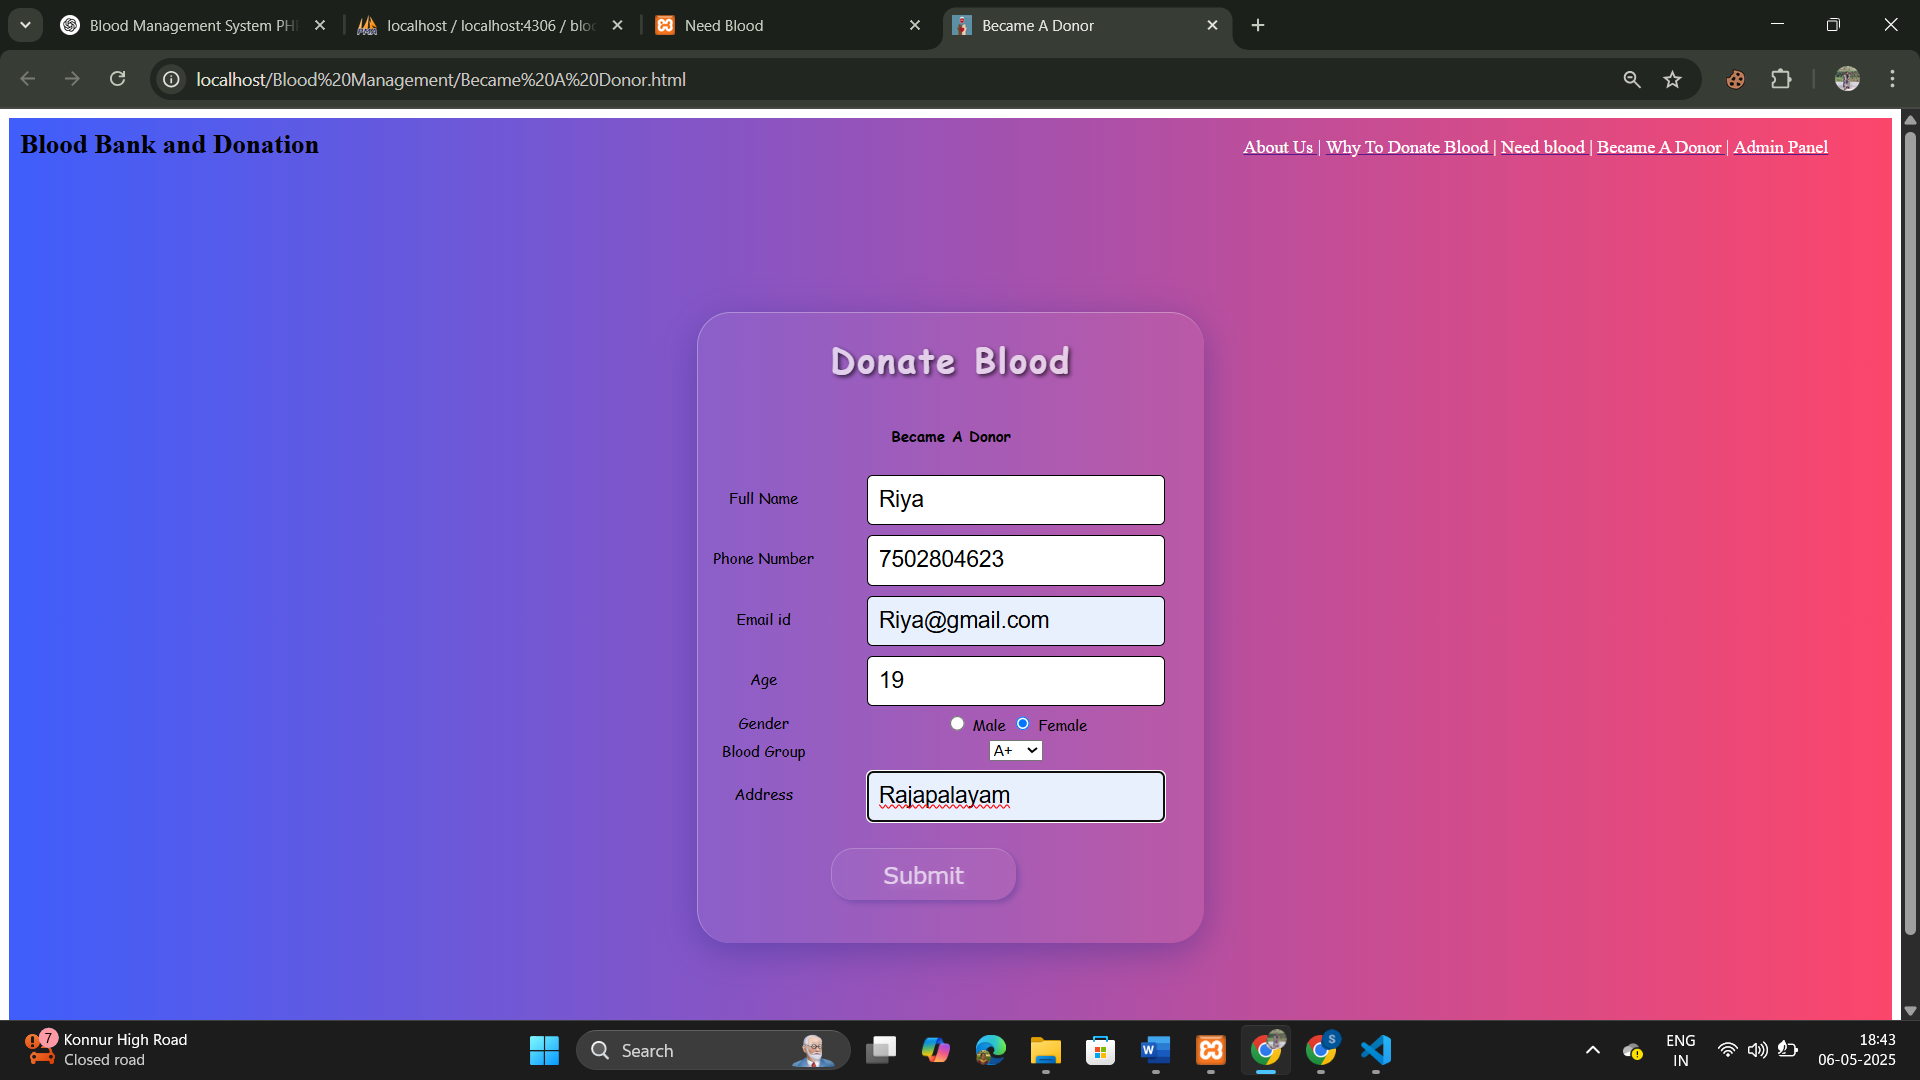 Blood Management System PH
localhost / localhost:4306 / bloo
Need Blood
Became A Donor
localhost/Blood%20Management/Became%20A%20Donor.html
Blood Bank and Donation
About Us | Why To Donate Blood | Need blood | Became A Donor | Admin Panel
Donate Blood
Became A Donor
Full Name
Riya
Phone Number
7502804623
Email id
Riya@gmail.com
Age
19
Gender
Male
Female
Blood Group
A+
Address
Rajapalayam
Submit
7
Konnur High Road
Closed road
Search
W
S
ENG
IN
18:43
06-05-2025